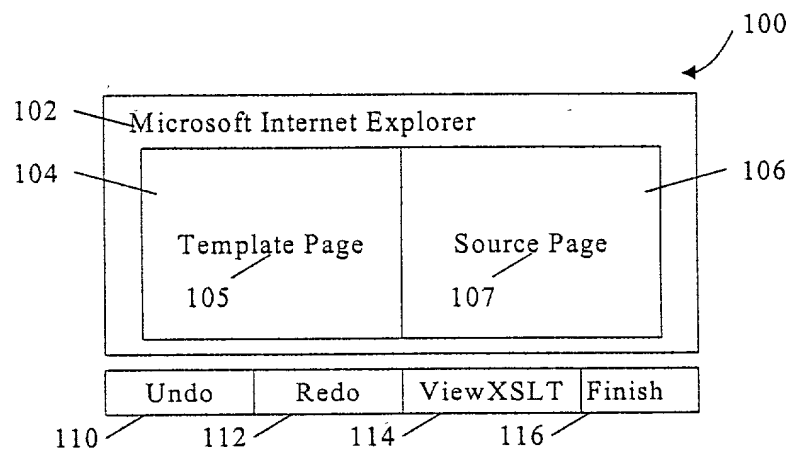 100
102
Microsoft Internet Explorer
104
106
Template Page
Source Page
105
107
Undo
Redo
ViewXSLT
Finish
110
112
114
116